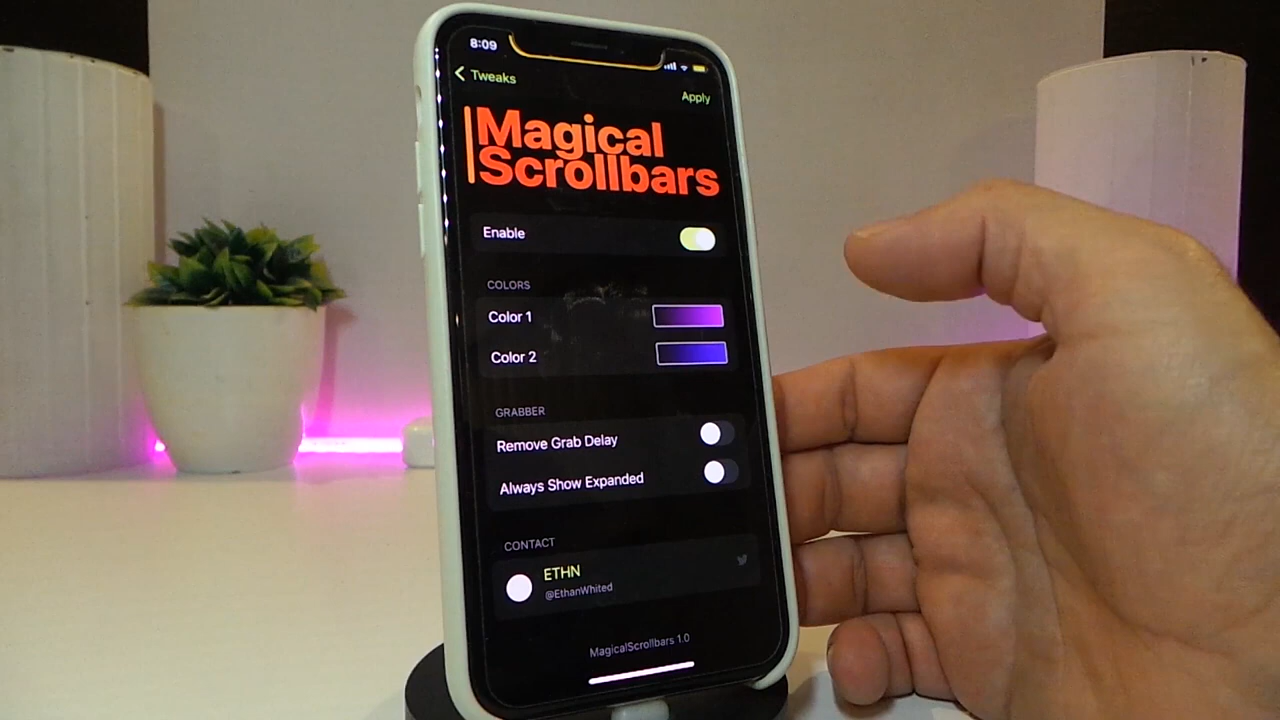 8:09
Tweaks
Apply
Magical
Scrollbars
Enable
COLORS
Color 1
Color 2
GRABBER
Remove Grab Delay
Always Show Expanded
CONTACT
ETHN
@EthanWhited
MagicalScrollbars 1.0